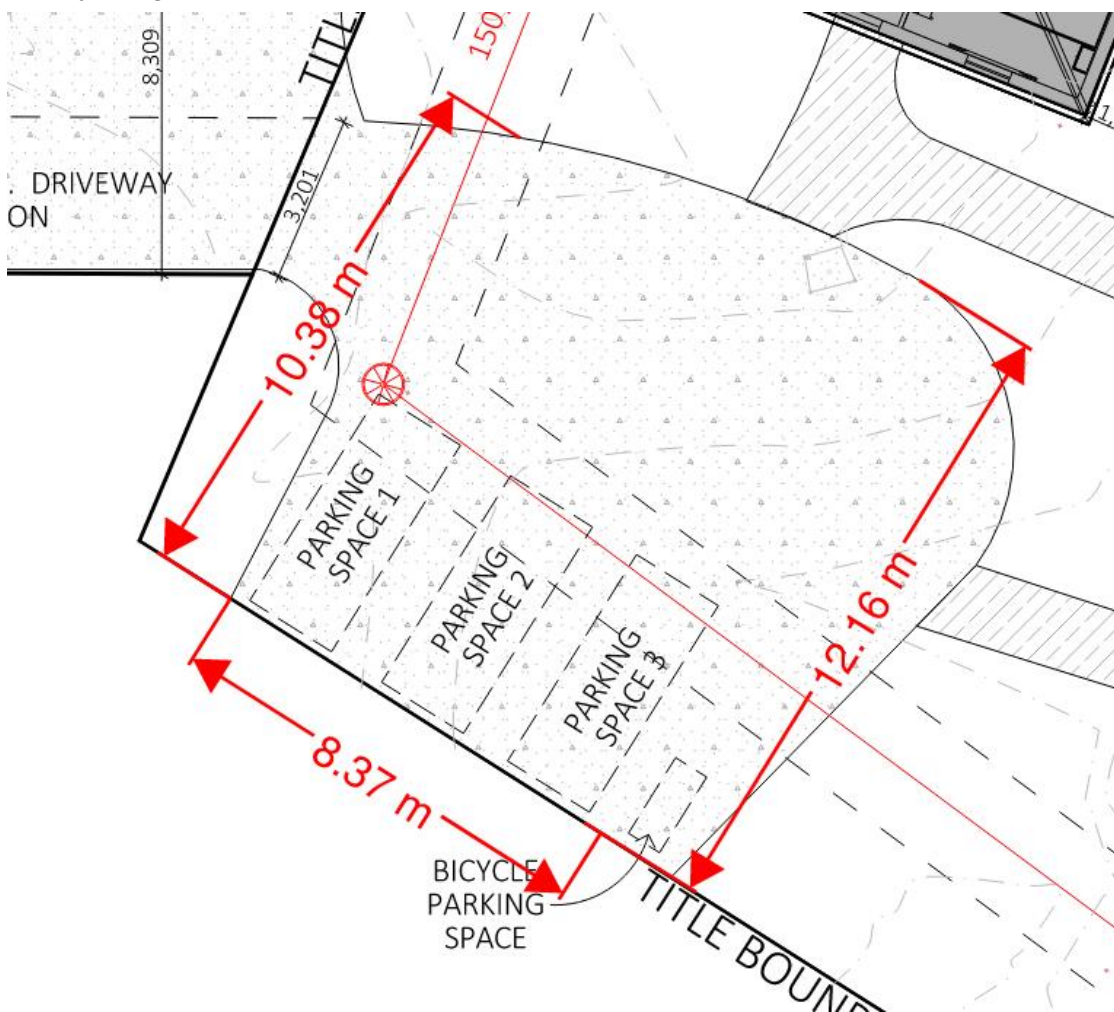 TITL
150
8,309
. DRIVEWAY
ON
3,201
10.38 m
PARKING
SPACE 1
PARKING
SPACE 2
PARKING
SPACE 3
12.16 m
8.37 m
BICYCLE
PARKING
SPACE
TITLE BOUND